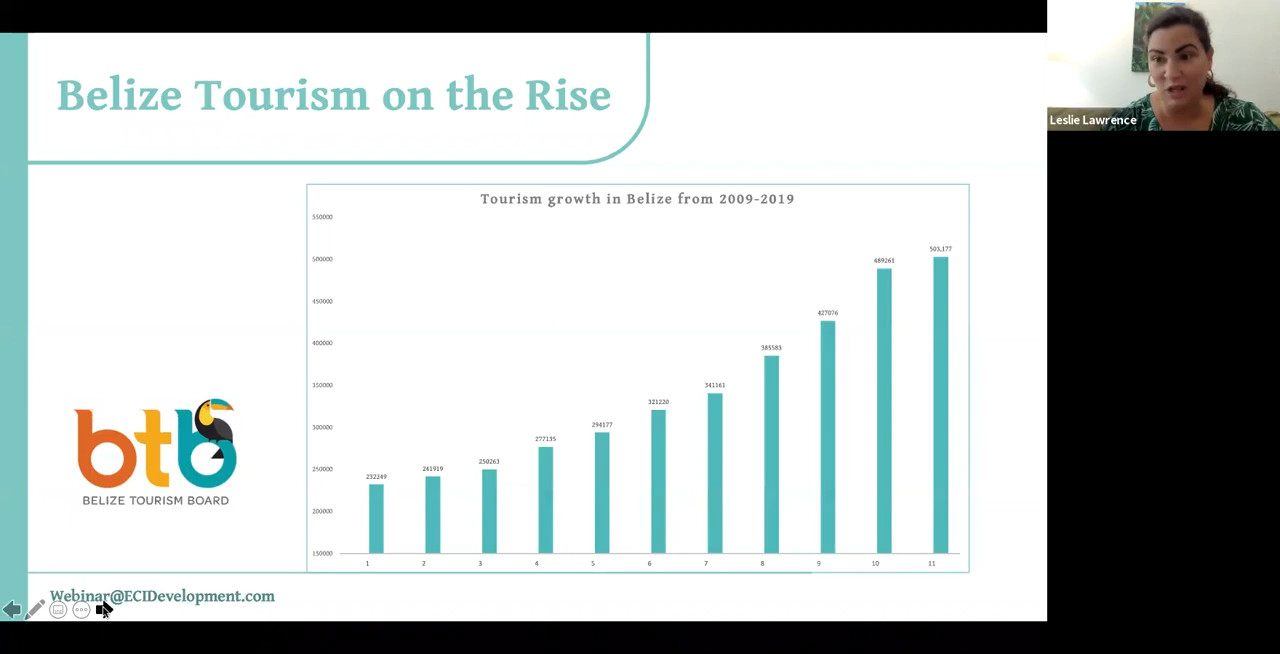 Belize Tourism on the Rise
Leslie Lawrence
Tourism growth in Belize from 2009-2019
550000
500000
450000
400000
350000
300000
250000
200000
150000
232249
241919
250263
277135
294177
321220
341161
385583
427076
489261
503,177
1 2 3 4 5 6 7 8 9 10 11
btb
BELIZE TOURISM BOARD
Webinar@ECIDevelopment.com